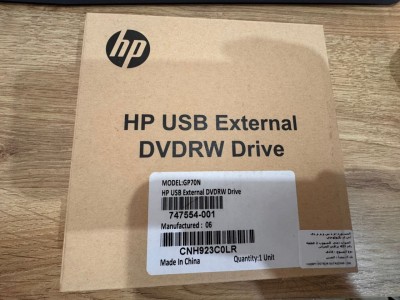 hp
HP USB External
DVDRW Drive
MODEL:GP70N
HP USB External DVDRW Drive
747554-001
Manufactured : 06
CNH923C0LR
Made In China
Quantity:1 Unit